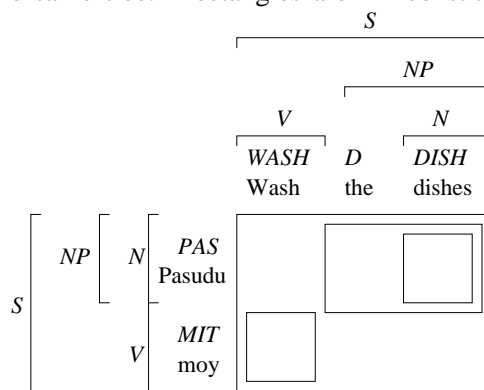 S
NP
V N
WASH D DISH
Wash the dishes
NP N PAS
Pasudu
S
MIT
V
moy